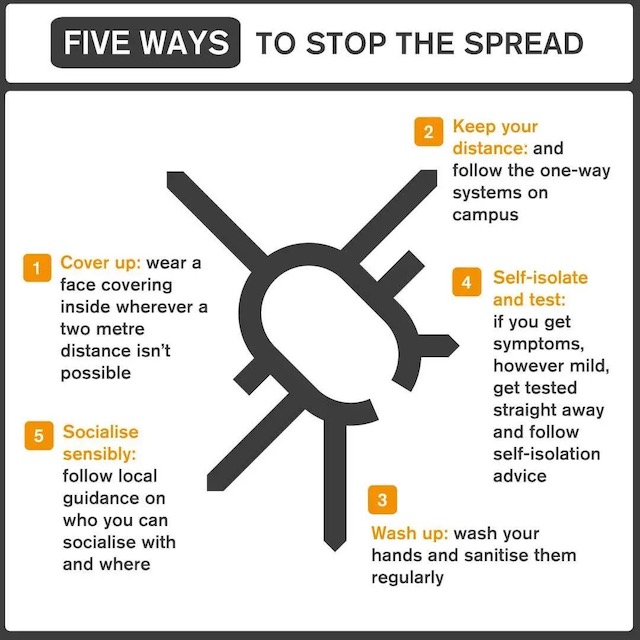 FIVE WAYS TO STOP THE SPREAD
1
Cover up: wear a
face covering
inside wherever a
two metre
distance isn't
possible
2
Keep your
distance: and
follow the one-way
systems on
campus
3
Wash up: wash your
hands and sanitise them
regularly
4
Self-isolate
and test:
if you get
symptoms,
however mild,
get tested
straight away
and follow
self-isolation
advice
5
Socialise
sensibly:
follow local
guidance on
who you can
socialise with
and where